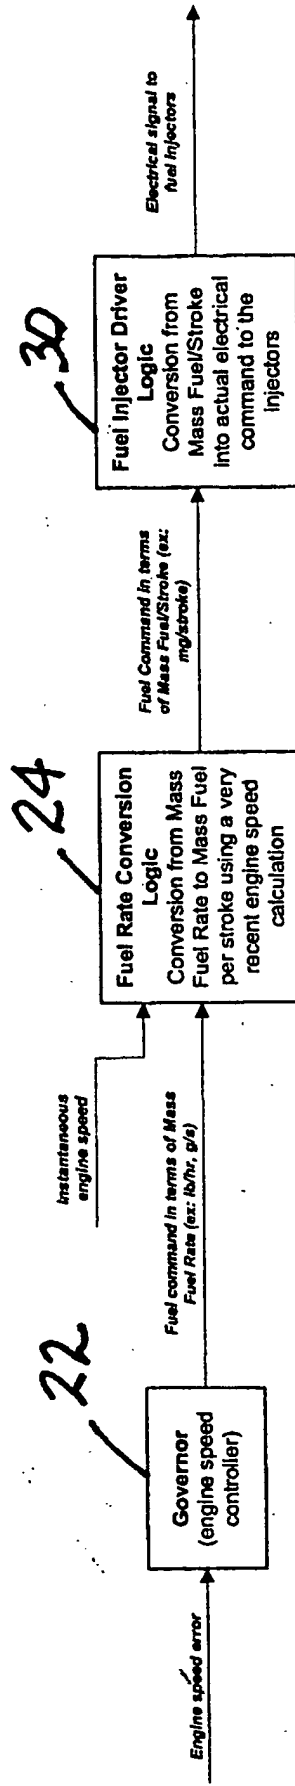 Engine speed error
22
Governor
(engine speed
controller)
Fuel command in terms of Mass
Fuel Rate (ex: lb/hr, g/s)
Instantaneous
engine speed
24
Fuel Rate Conversion
Logic
Conversion from Mass
Fuel Rate to Mass Fuel
per stroke using a very
recent engine speed
calculation
Fuel Command in terms
of Mass Fuel/Stroke (ex:
mg/stroke)
30
Fuel Injector Driver
Logic
Conversion from
Mass Fuel/Stroke
into actual electrical
command to the
injectors
Electrical signal to
fuel injectors